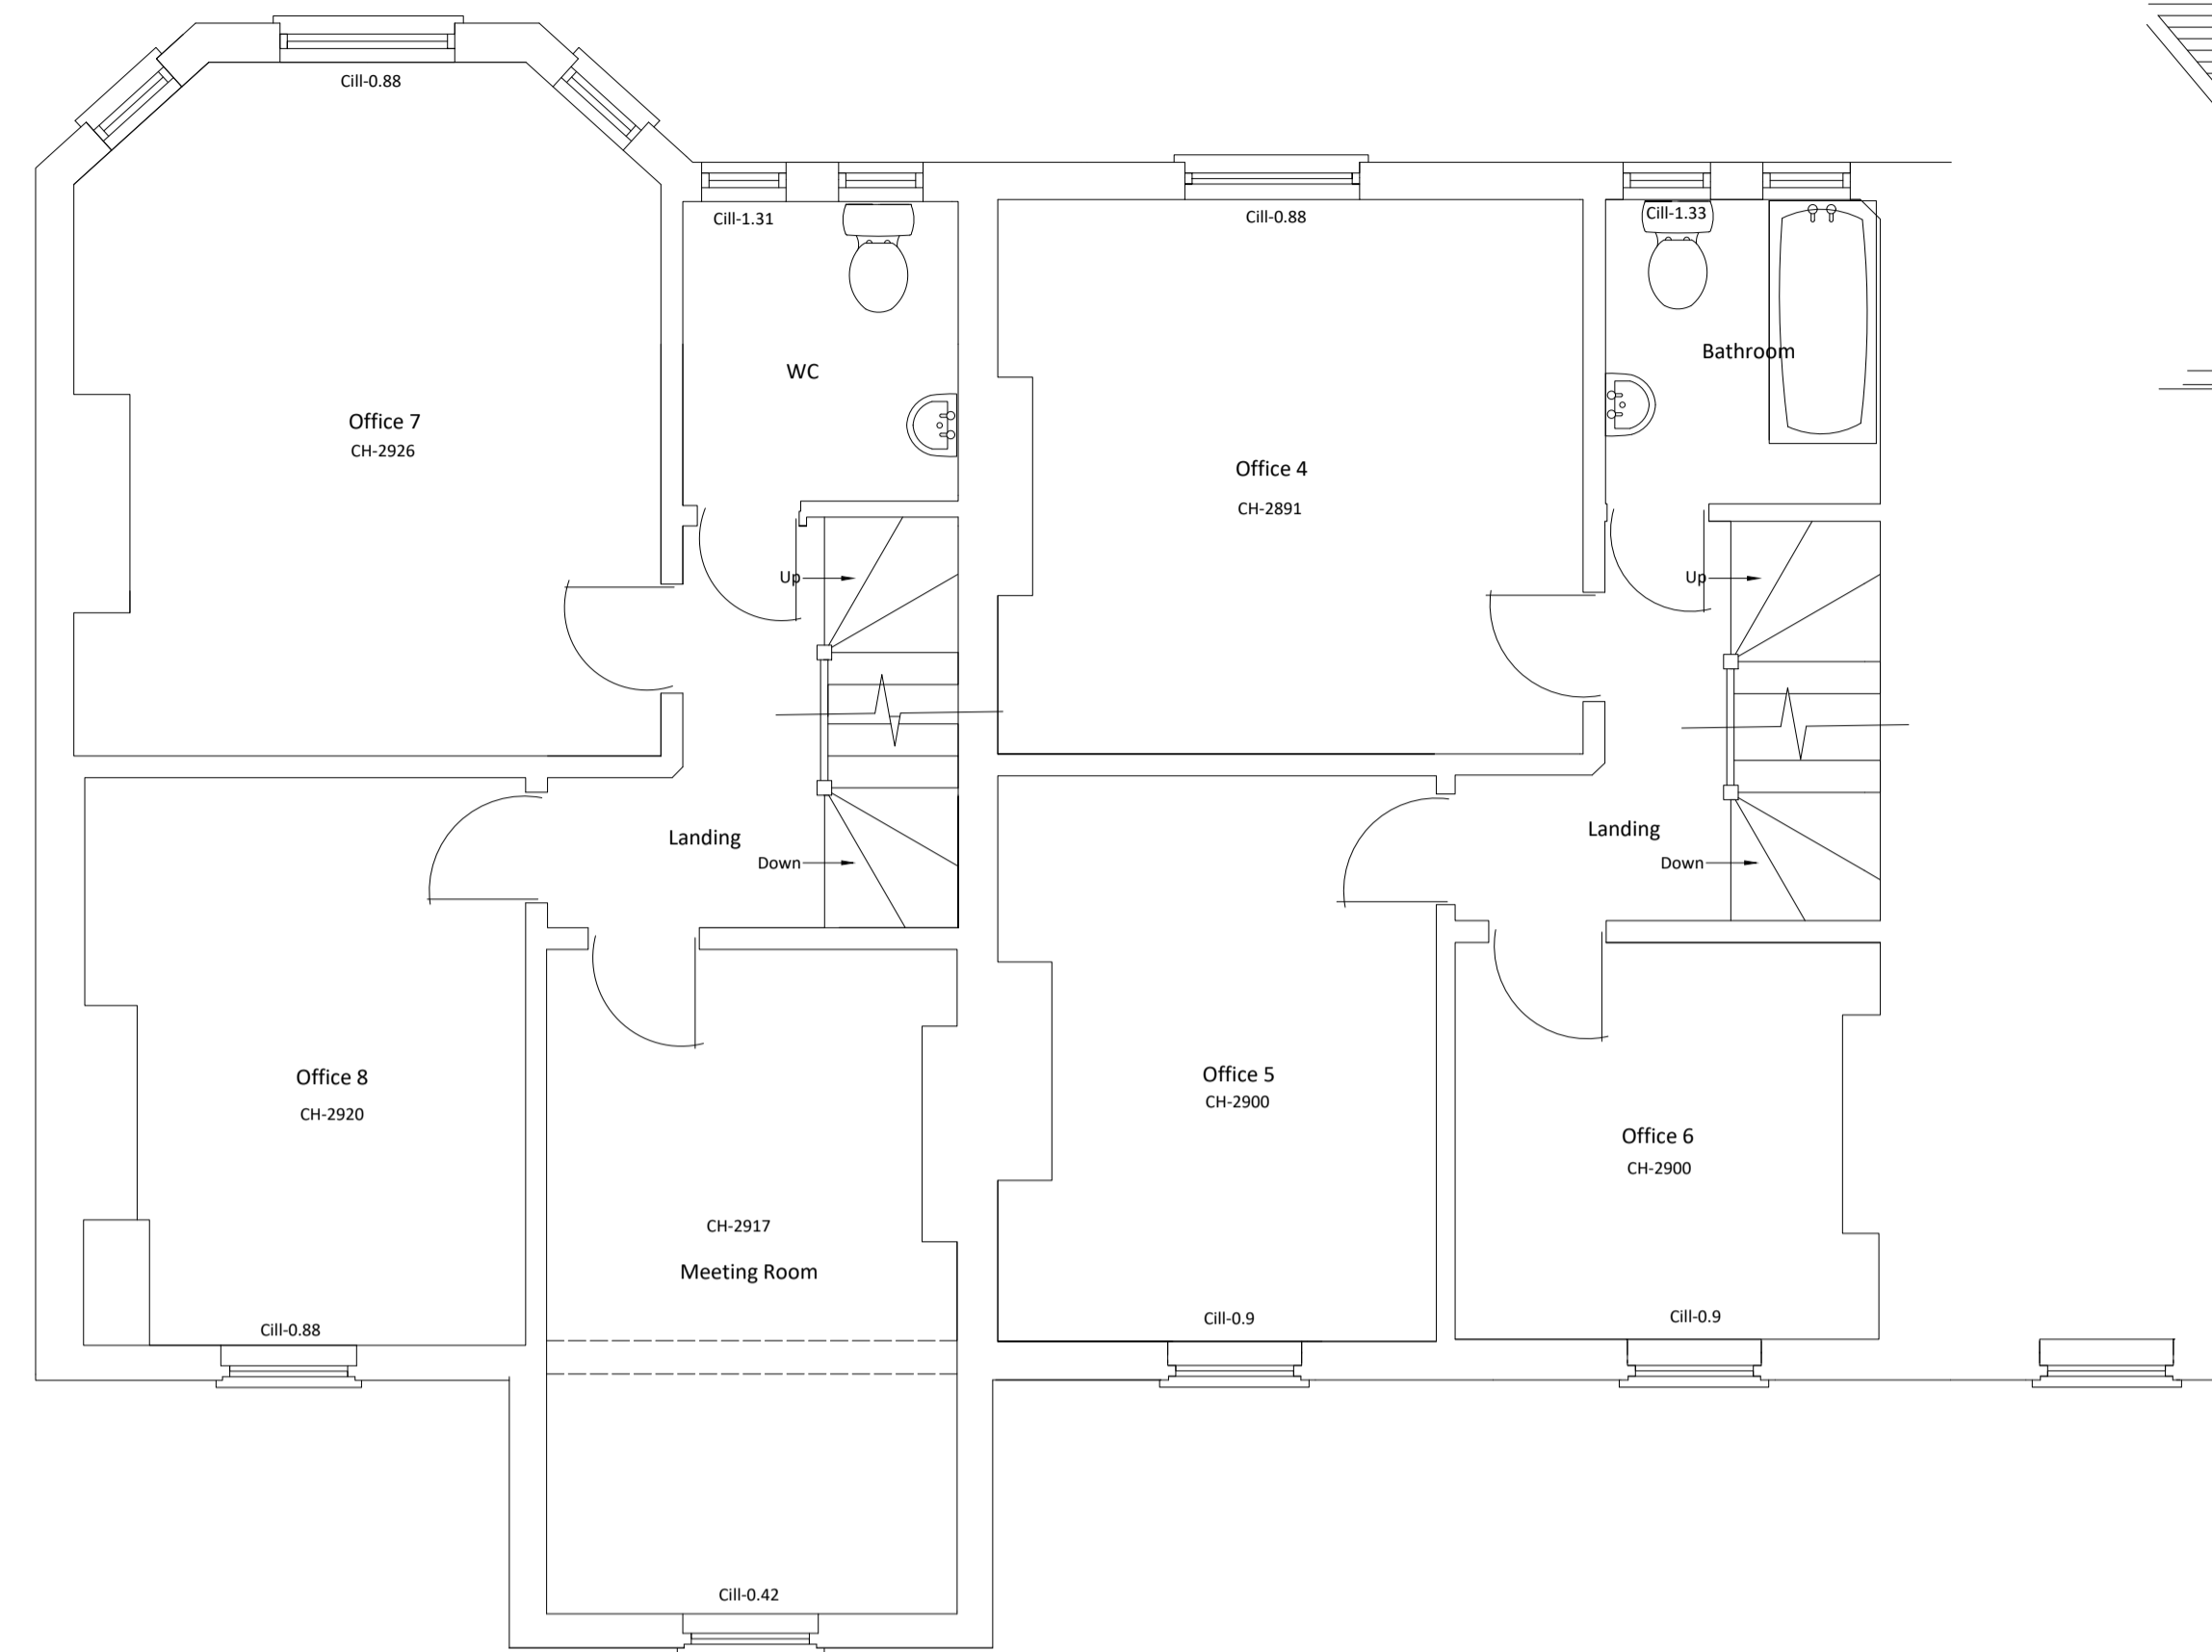 Cill-0.88
Cill-1.31
Cill-0.88
Cill-1.33
WC
Bathroom
Office 7
CH-2926
Office 4
CH-2891
Up
Up
Landing
Down
Landing
Down
Office 8
CH-2920
Office 5
CH-2900
Office 6
CH-2900
CH-2917
Meeting Room
Cill-0.88
Cill-0.9
Cill-0.9
Cill-0.42